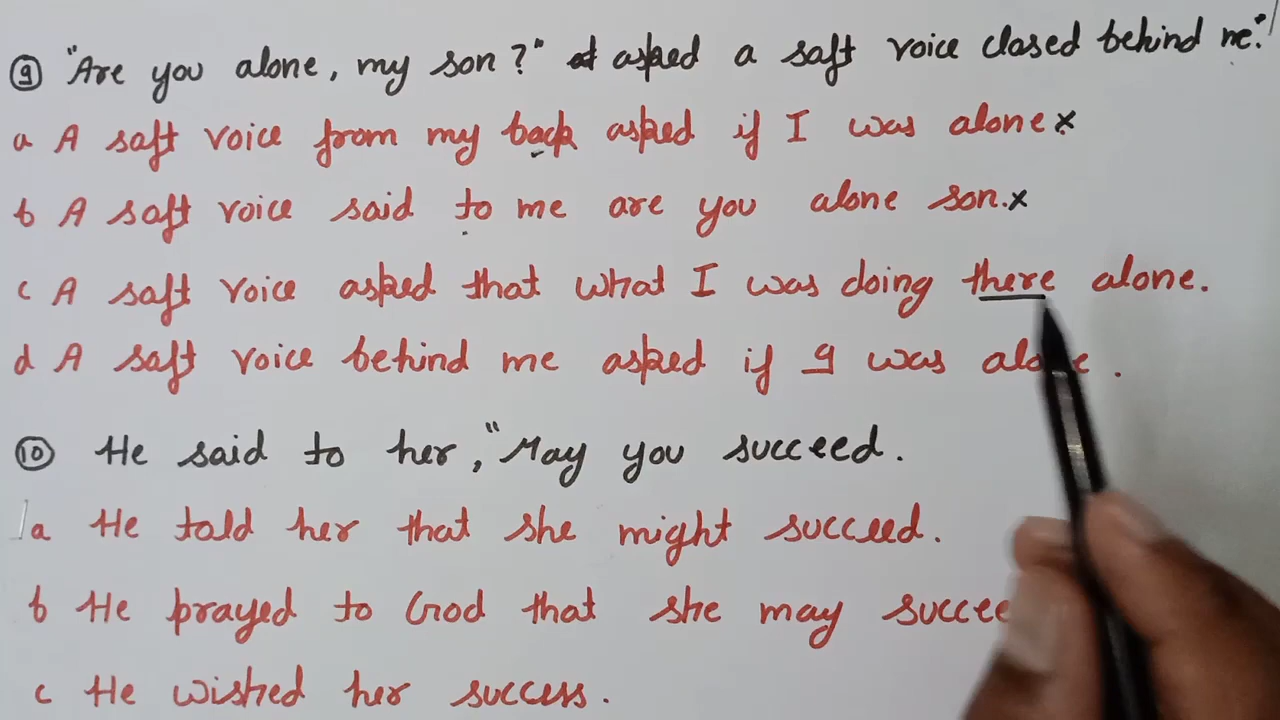 9 "Are you alone, my son?" asked a soft voice closed behind me."
a A soft voice from my back asked if I was alone x
b A soft voice said to me are you alone son. x
c A soft voice asked that what I was doing there alone.
d A soft voice behind me asked if I was alone.
10 He said to her, "May you succeed.
a He told her that she might succeed.
b He prayed to God that she may
c He wished her success.